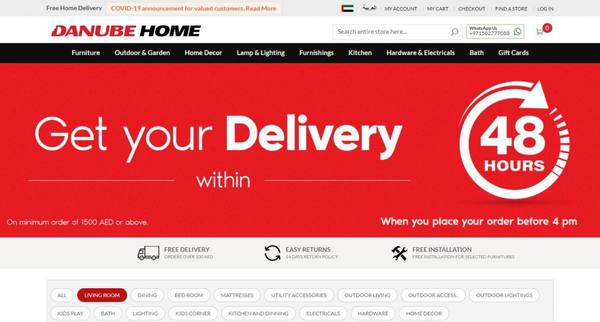 Free Home Delivery COVID-19 announcement for valued customers. Read More العربية MY ACCOUNT MY CART CHECKOUT FIND A STORE LOG IN
DANUBE HOME Search entire store here... WhatsApp Us +971502777088 0
Furniture Outdoor & Garden Home Decor Lamp & Lighting Furnishings Kitchen Hardware & Electricals Bath Gift Cards
Get your Delivery
within
48
HOURS
On minimum order of 1500 AED or above. When you place your order before 4 pm
FREE DELIVERY EASY RETURNS FREE INSTALLATION
ORDERS OVER 100 AED 14 DAYS RETURN POLICY FREE INSTALLATION FOR SELECTED FURNITURES
ALL LIVING ROOM DINING BED ROOM MATTRESSES UTILITY ACCESSORIES OUTDOOR LIVING OUTDOOR ACCESS.. OUTDOOR LIGHTINGS
KIDS PLAY BATH LIGHTING KIDS CORNER KITCHEN AND DINNING ELECTRICALS HARDWARE HOME DECOR